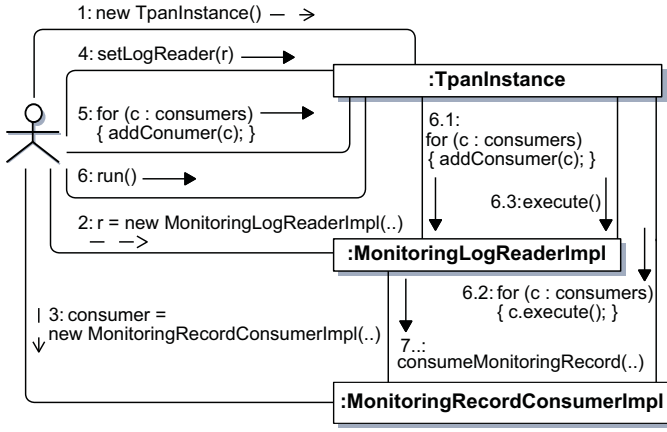 1: new TpanInstance()
4: setLogReader(r)
:TpanInstance
5: for (c : consumers)
{ addConumer(c); }
6.1:
for (c : consumers)
{ addConsumer(c); }
6: run()
6.3:execute()
2: r = new MonitoringLogReaderImpl(..)
:MonitoringLogReaderImpl
6.2: for (c : consumers)
{ c.execute(); }
3: consumer =
new MonitoringRecordConsumerImpl(..)
7..:
consumeMonitoringRecord(..)
:MonitoringRecordConsumerImpl